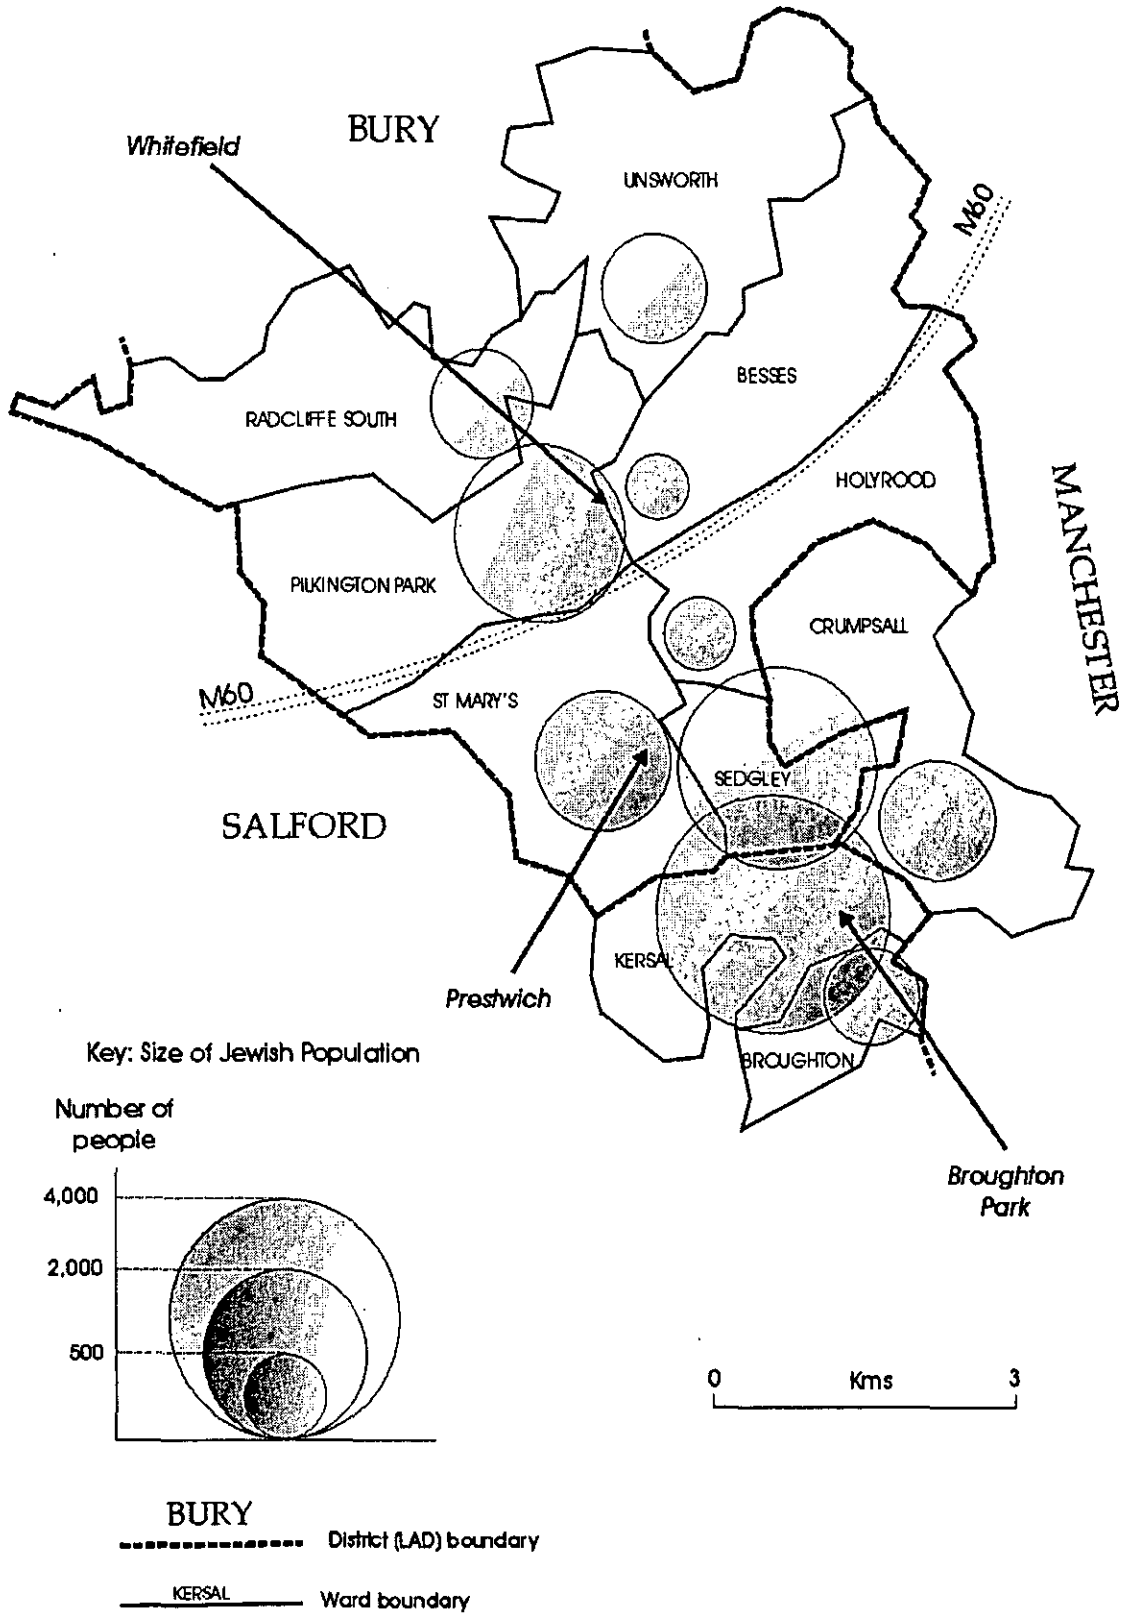 BURY
Whitefield
UNSWORTH
M60
BESSES
RADCLIFFE SOUTH
HOLYROOD
MANCHESTER
PILKINGTON PARK
CRUMPSALL
M60
ST MARY'S
SEDGLEY
SALFORD
KERSAL
Prestwich
BROUGHTON
Broughton
Park
Key: Size of Jewish Population
Number of
people
4,000
2,000
500
0 Kms 3
BURY
District (LAD) boundary
KERSAL
Ward boundary